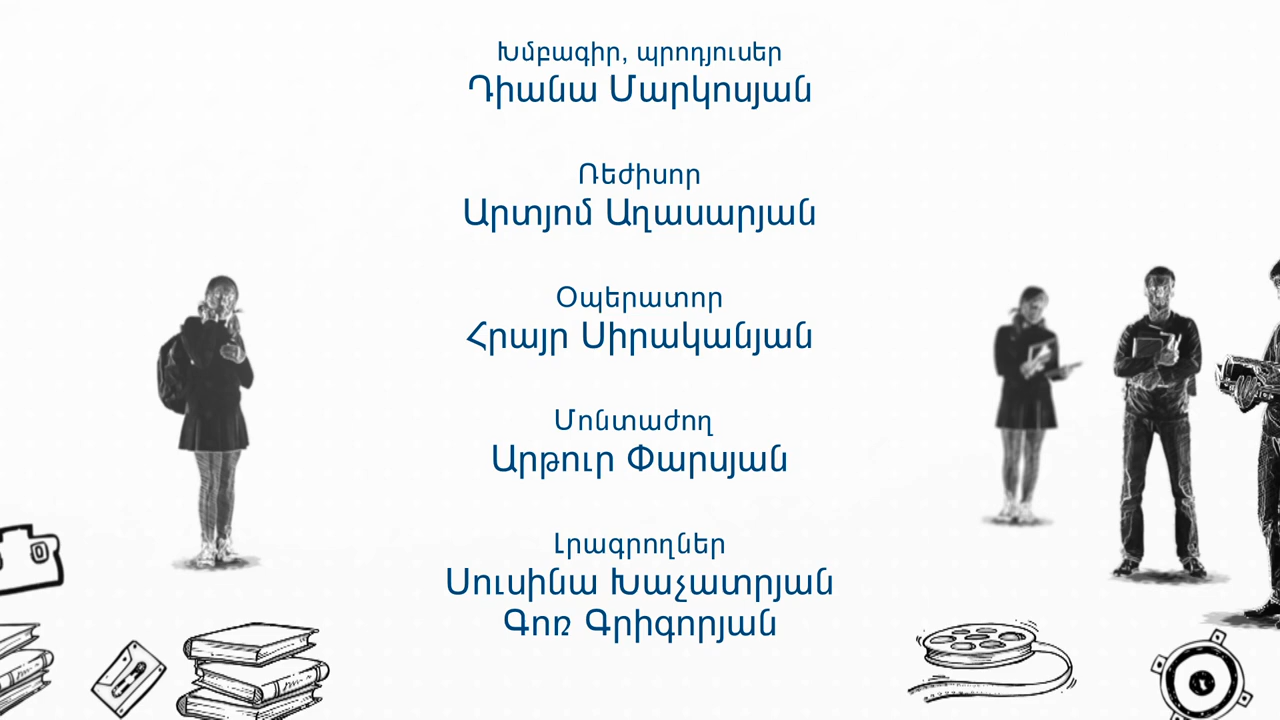 Խմբագիր, պրոդյուսեր
Դիանա Մարկոսյան
Ռեժիսոր
Արտյոմ Աղասարյան
Օպերատոր
Հրայր Սիրականյան
Մոնտաժող
Արթուր Փարսյան
Լրագրողներ
Սուսինա Խաչատրյան
Գոռ Գրիգորյան